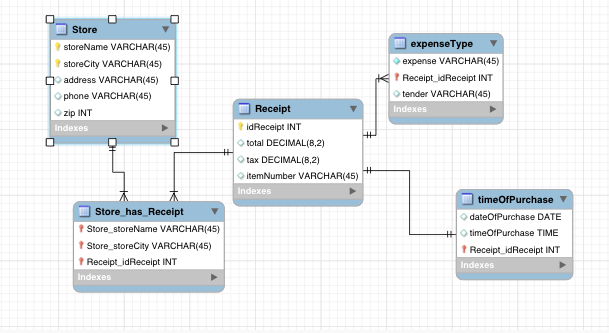 Store
storeName VARCHAR(45)
storeCity VARCHAR(45)
address VARCHAR(45)
phone VARCHAR(45)
zip INT
Indexes
Receipt
idReceipt INT
total DECIMAL(8,2)
tax DECIMAL(8,2)
itemNumber VARCHAR(45)
Indexes
expenseType
expense VARCHAR(45)
Receipt_idReceipt INT
tender VARCHAR(45)
Indexes
Store_has_Receipt
Store_storeName VARCHAR(45)
Store_storeCity VARCHAR(45)
Receipt_idReceipt INT
Indexes
timeOfPurchase
dateOfPurchase DATE
timeOfPurchase TIME
Receipt_idReceipt INT
Indexes